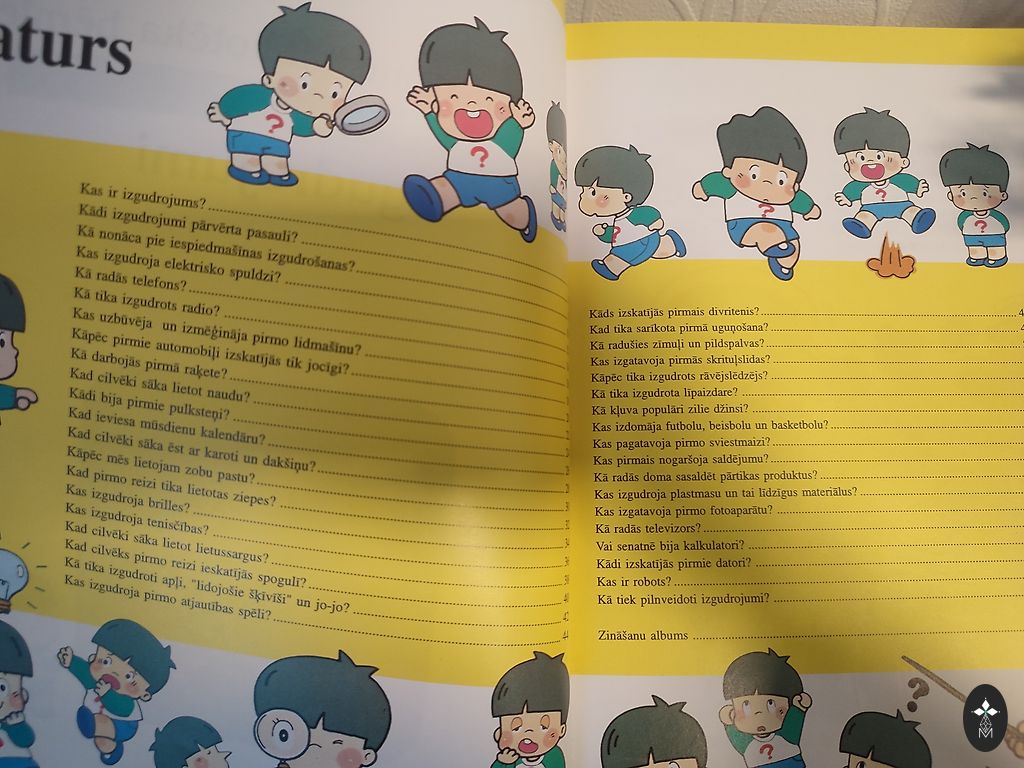 aturs
Kas ir izgudrojums?
Kādi izgudrojumi pārvērta pasauli?
Kā nonāca pie iespiedmašīnas izgudrošanas?
Kas izgudroja elektrisko spuldzi?
Kā radās telefons?
Kā tika izgudrots radio?
Kas uzbūvēja un izmēģināja pirmo lidmašīnu?
Kāpēc pirmie automobiļi izskatījās tik jocīgi?
Kā darbojās pirmā raķete?
Kad cilvēki sāka lietot naudu?
Kādi bija pirmie pulksteņi?
Kad ieviesa mūsdienu kalendāru?
Kad cilvēki sāka ēst ar karoti un dakšiņu?
Kāpēc mēs lietojam zobu pastu?
Kad pirmo reizi tika lietotas ziepes?
Kas izgudroja brilles?
Kas izgudroja teniščības?
Kad cilvēki sāka lietot lietussargus? 36
Kad cilvēks pirmo reizi ieskatījās spogulī? 38
Kā tika izgudroti apļi, "lidojošie šķīvīši" un jo-jo? 42
Kas izgudroja pirmo atjautības spēli? 44
Kāds izskatījās pirmais divritenis?
Kad tika sarīkota pirmā uguņošana?
Kā radušies zīmuļi un pildspalvas?
Kas izgatavoja pirmās skrituļslidas?
Kāpēc tika izgudrots rāvējslēdzējs?
Kā tika izgudrota līpaizdare?
Kā kļuva populāri zilie džinsi?
Kas izdomāja futbolu, beisbolu un basketbolu?
Kas pagatavoja pirmo sviestmaizi?
Kas pirmais nogaršoja saldējumu?
Kā radās doma sasaldēt pārtikas produktus?
Kas izgudroja plastmasu un tai līdzīgus materiālus?
Kas izgatavoja pirmo fotoaparātu?
Kā radās televizors?
Vai senatnē bija kalkulatori?
Kādi izskatījās pirmie datori?
Kas ir robots?
Kā tiek pilnveidoti izgudrojumi?
Zināšanu albums